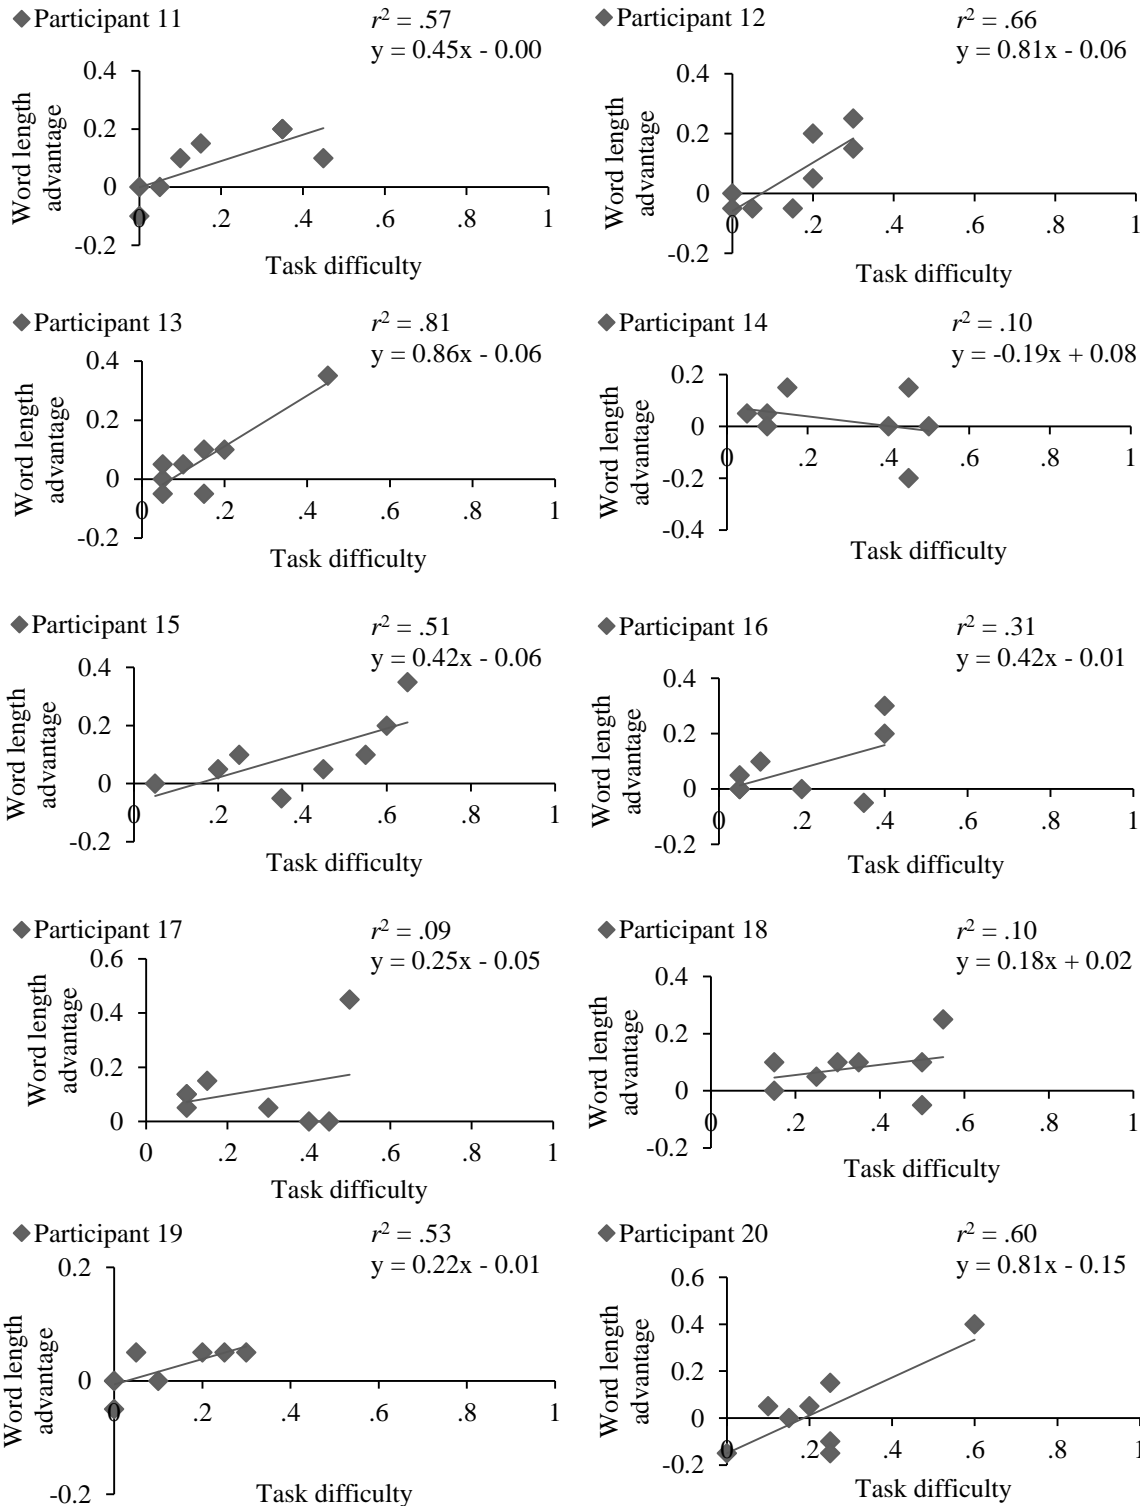 Participant 11
r² = .57
y = 0.45x - 0.00
0.4
0.2
0
-0.2
0
.2
.4
.6
.8
1
Word length
advantage
Task difficulty
Participant 12
r² = .66
y = 0.81x - 0.06
0.4
0.2
0
-0.2
0
.2
.4
.6
.8
1
Word length
advantage
Task difficulty
Participant 13
r² = .81
y = 0.86x - 0.06
0.4
0.2
0
-0.2
0
.2
.4
.6
.8
1
Word length
advantage
Task difficulty
Participant 14
r² = .10
y = -0.19x + 0.08
0.2
0
-0.2
-0.4
0
.2
.4
.6
.8
1
Word length
advantage
Task difficulty
Participant 15
r² = .51
y = 0.42x - 0.06
0.4
0.2
0
-0.2
0
.2
.4
.6
.8
1
Word length
advantage
Task difficulty
Participant 16
r² = .31
y = 0.42x - 0.01
0.4
0.2
0
-0.2
0
.2
.4
.6
.8
1
Word length
advantage
Task difficulty
Participant 17
r² = .09
y = 0.25x - 0.05
0.6
0.4
0.2
0
0
.2
.4
.6
.8
1
Word length
advantage
Task difficulty
Participant 18
r² = .10
y = 0.18x + 0.02
0.4
0.2
0
-0.2
0
.2
.4
.6
.8
1
Word length
advantage
Task difficulty
Participant 19
r² = .53
y = 0.22x - 0.01
0.2
0
-0.2
0
.2
.4
.6
.8
1
Word length
advantage
Task difficulty
Participant 20
r² = .60
y = 0.81x - 0.15
0.6
0.4
0.2
0
-0.2
0
.2
.4
.6
.8
1
Word length
advantage
Task difficulty